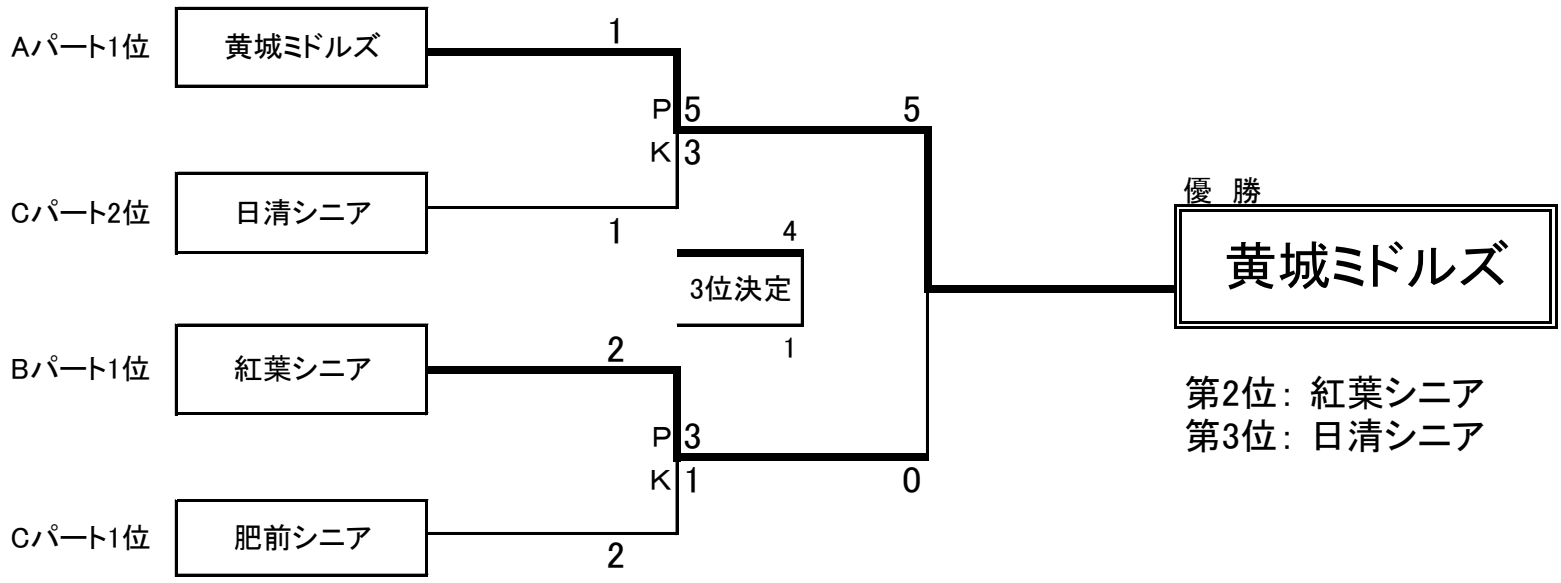 Aパート1位
黄城ミドルズ
1
P 5
K 3
5
Cパート2位
日清シニア
1
4
3位決定
1
優 勝
黄城ミドルズ
Bパート1位
紅葉シニア
2
P 3
K 1
0
Cパート1位
肥前シニア
2
第2位： 紅葉シニア
第3位： 日清シニア